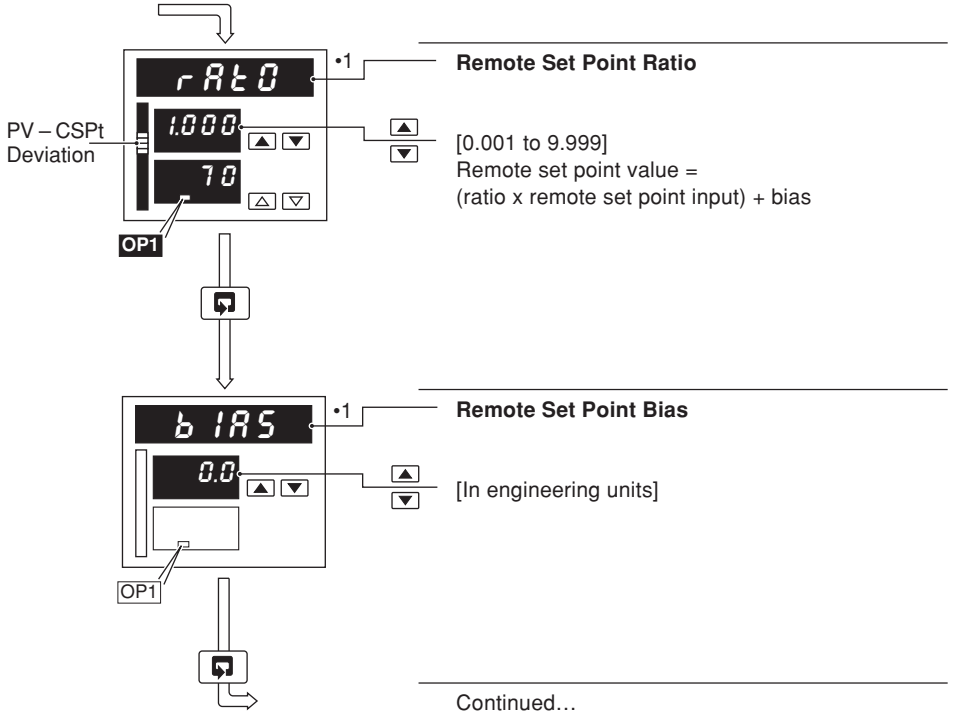 •1
rAtO
Remote Set Point Ratio
PV – CSPt
Deviation
1.000
[0.001 to 9.999]
Remote set point value =
(ratio x remote set point input) + bias
70
OP1
•1
bIAS
Remote Set Point Bias
0.0
[In engineering units]
OP1
Continued…